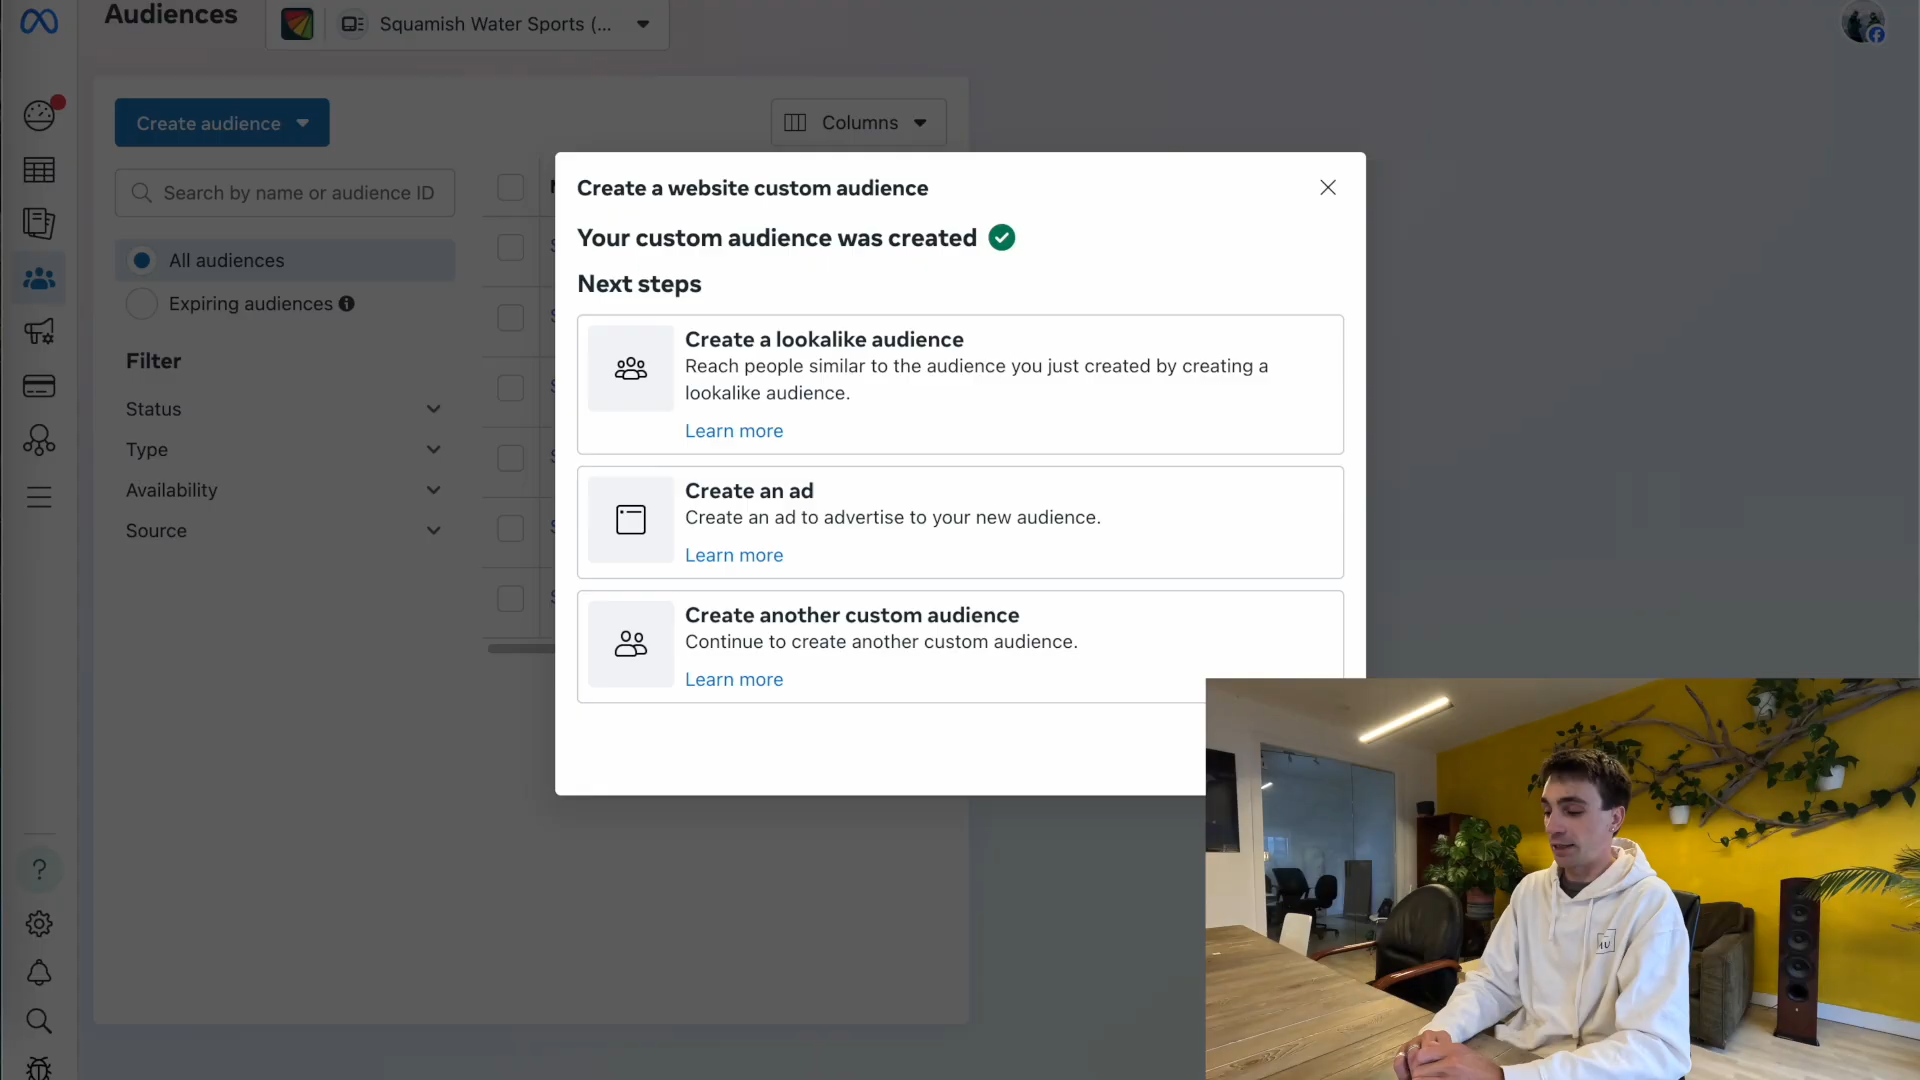 Audiences
Squamish Water Sports (...
Create audience
Columns
Search by name or audience ID
All audiences
Expiring audiences
Filter
Status
Type
Availability
Source
Create a website custom audience
Your custom audience was created
Next steps
Create a lookalike audience
Reach people similar to the audience you just created by creating a
lookalike audience.
Learn more
Create an ad
Create an ad to advertise to your new audience.
Learn more
Create another custom audience
Continue to create another custom audience.
Learn more